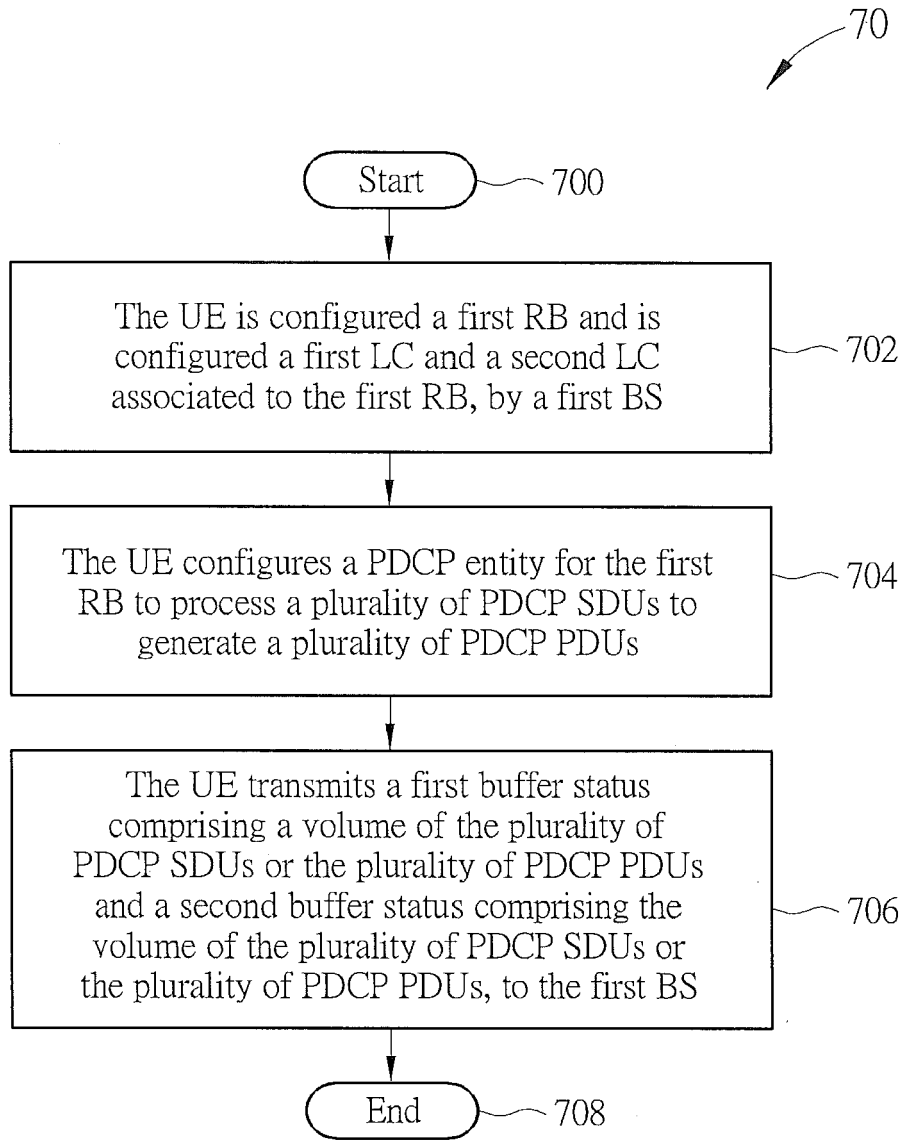 70
Start
700
The UE is configured a first RB and is
configured a first LC and a second LC
associated to the first RB, by a first BS
702
The UE configures a PDCP entity for the first
RB to process a plurality of PDCP SDUs to
generate a plurality of PDCP PDUs
704
The UE transmits a first buffer status
comprising a volume of the plurality of
PDCP SDUs or the plurality of PDCP PDUs
and a second buffer status comprising the
volume of the plurality of PDCP SDUs or
the plurality of PDCP PDUs, to the first BS
706
End
708